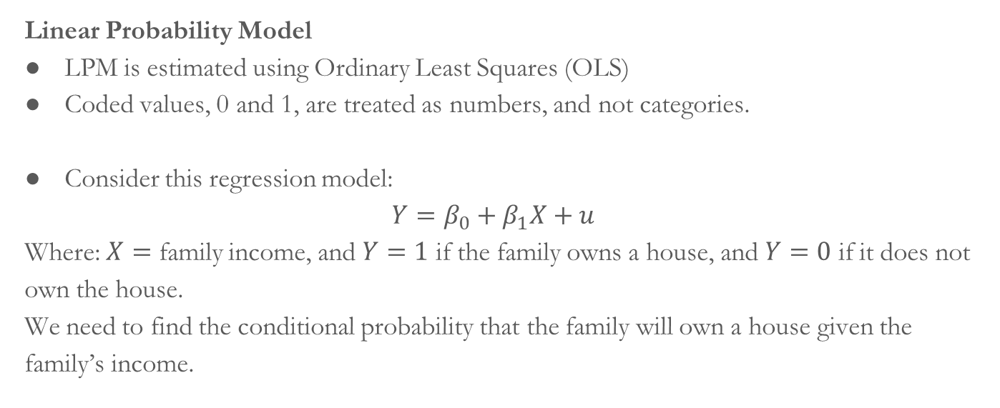 Linear Probability Model
● LPM is estimated using Ordinary Least Squares (OLS)
● Coded values, 0 and 1, are treated as numbers, and not categories.
● Consider this regression model:
Y = β₀ + β₁X + u
Where: X = family income, and Y = 1 if the family owns a house, and Y = 0 if it does not
own the house.
We need to find the conditional probability that the family will own a house given the
family’s income.